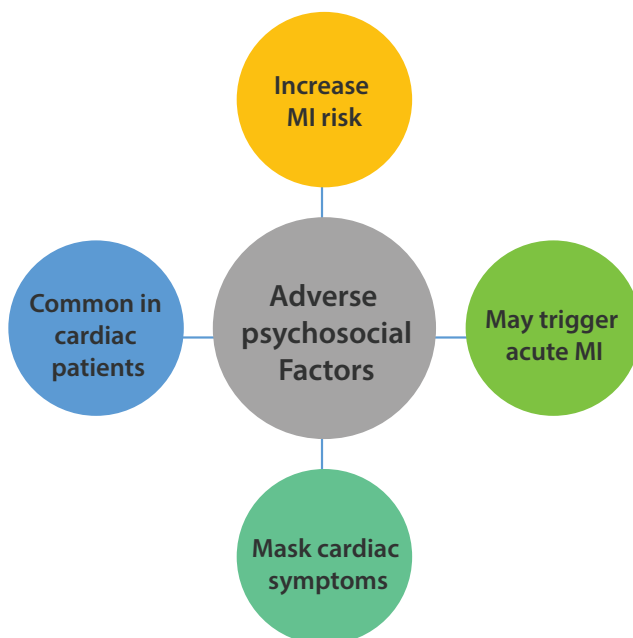 Increase
MI risk
Common in
cardiac
patients
Adverse
psychosocial
Factors
May trigger
acute MI
Mask cardiac
symptoms